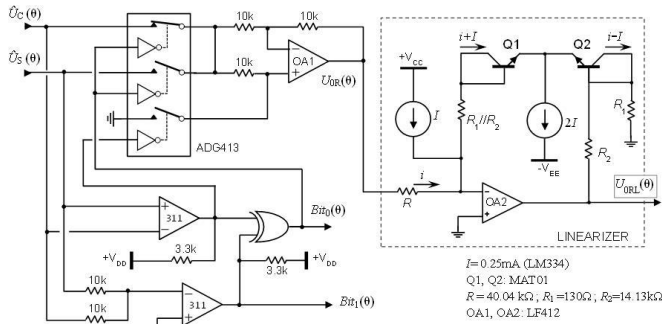 Û_C(θ)
Û_S(θ)
10k
10k
10k
OA1
U_0R(θ)
ADG413
+V_CC
I
i+I
Q1
Q2
i−I
R_1//R_2
2I
-V_EE
R_1
R_2
R
i
OA2
U_0RL(θ)
LINEARIZER
311
Bit_0(θ)
3.3k
+V_DD
3.3k
+V_DD
10k
10k
311
Bit_1(θ)
I=0.25mA (LM334)
Q1, Q2: MAT01
R=40.04 kΩ; R_1=130Ω; R_2=14.13kΩ
OA1, OA2: LF412